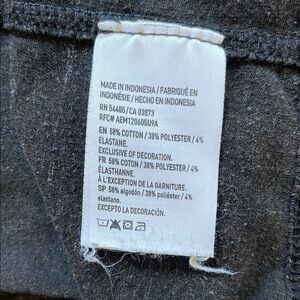 MADE IN INDONESIA / FABRIQUÉ EN
INDONÉSIE / HECHO EN INDONESIA
RN 54485 / CA 03873
RFC# AEM120605U9A
EN 58% COTTON / 38% POLYESTER / 4%
ELASTANE.
EXCLUSIVE OF DECORATION.
FR 58% COTON / 38% POLYESTER / 4%
ÉLASTHANNE.
À L'EXCEPTION DE LA GARNITURE.
SP 58% algodón / 38% poliéster / 4%
elastano.
EXCEPTO LA DECORACIÓN.